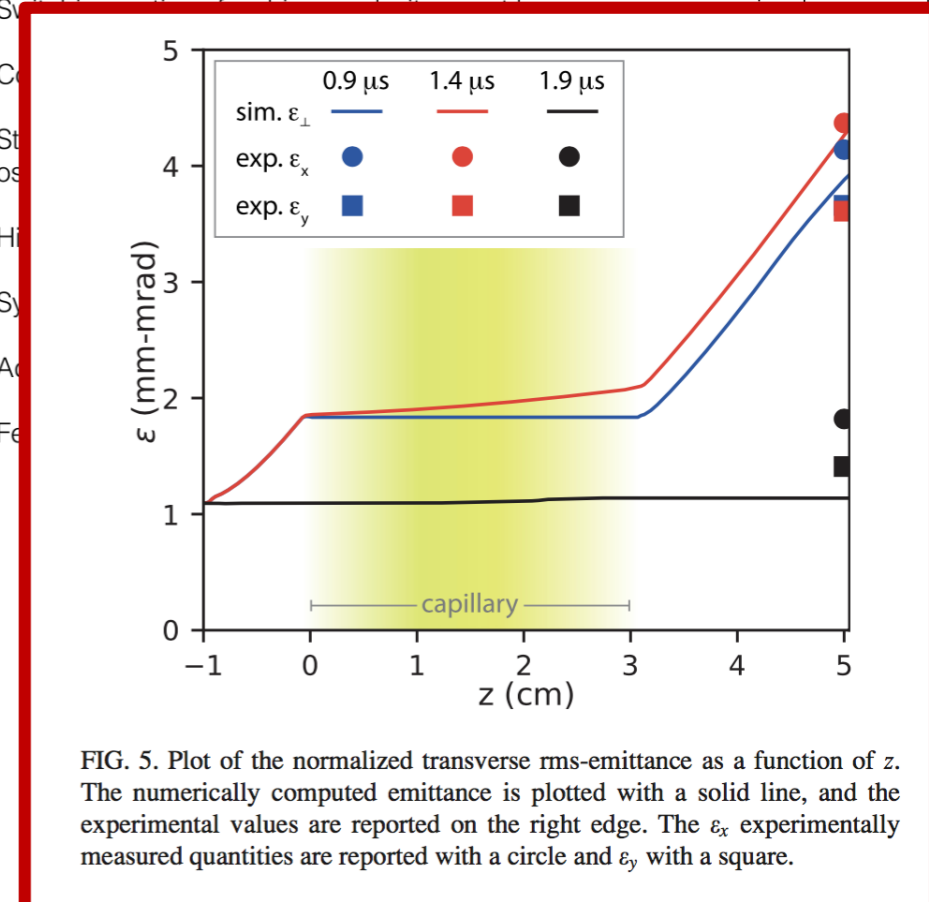 5
4
3
2
1
0
ε (mm-mrad)
0.9 μs 1.4 μs 1.9 μs
sim. ε⊥
exp. εx
exp. εy
capillary
−1 0 1 2 3 4 5
z (cm)
FIG. 5. Plot of the normalized transverse rms-emittance as a function of z.
The numerically computed emittance is plotted with a solid line, and the
experimental values are reported on the right edge. The εx experimentally
measured quantities are reported with a circle and εy with a square.